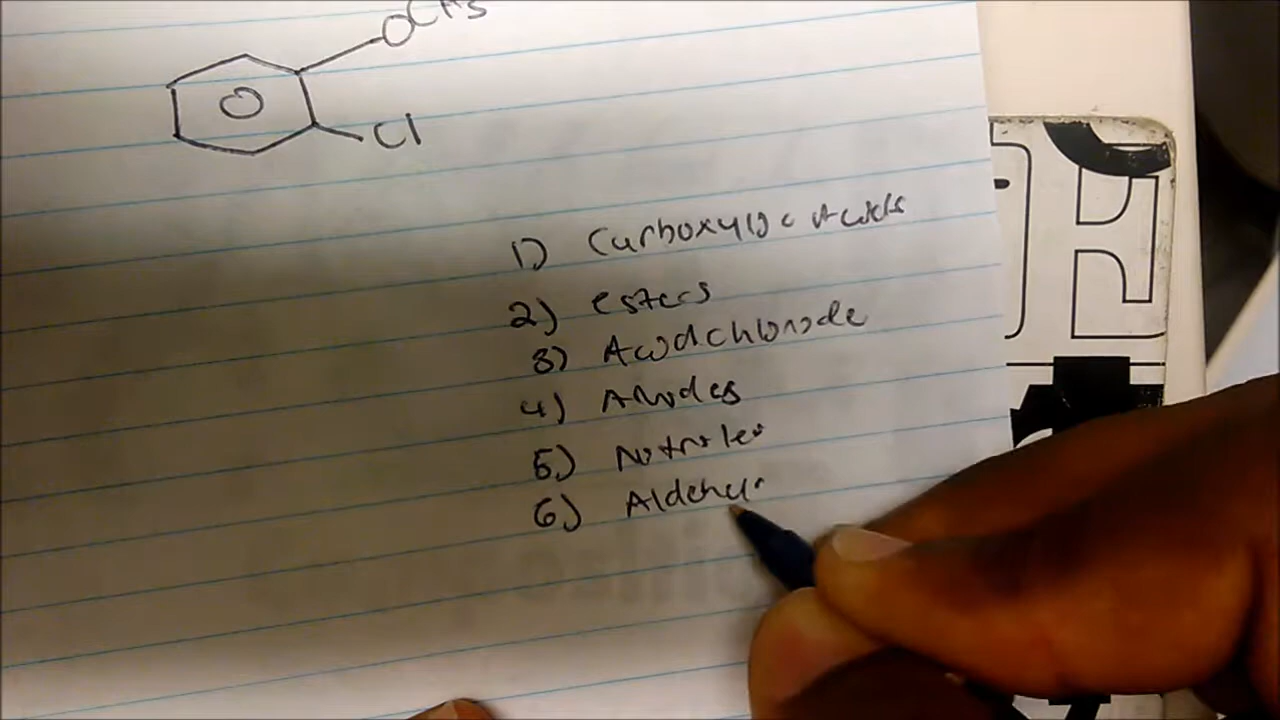 OCH3
Cl
1) Carboxylic Acids
2) esters
3) Acid chloride
4) Amides
5) Nitriles
6) Aldehy